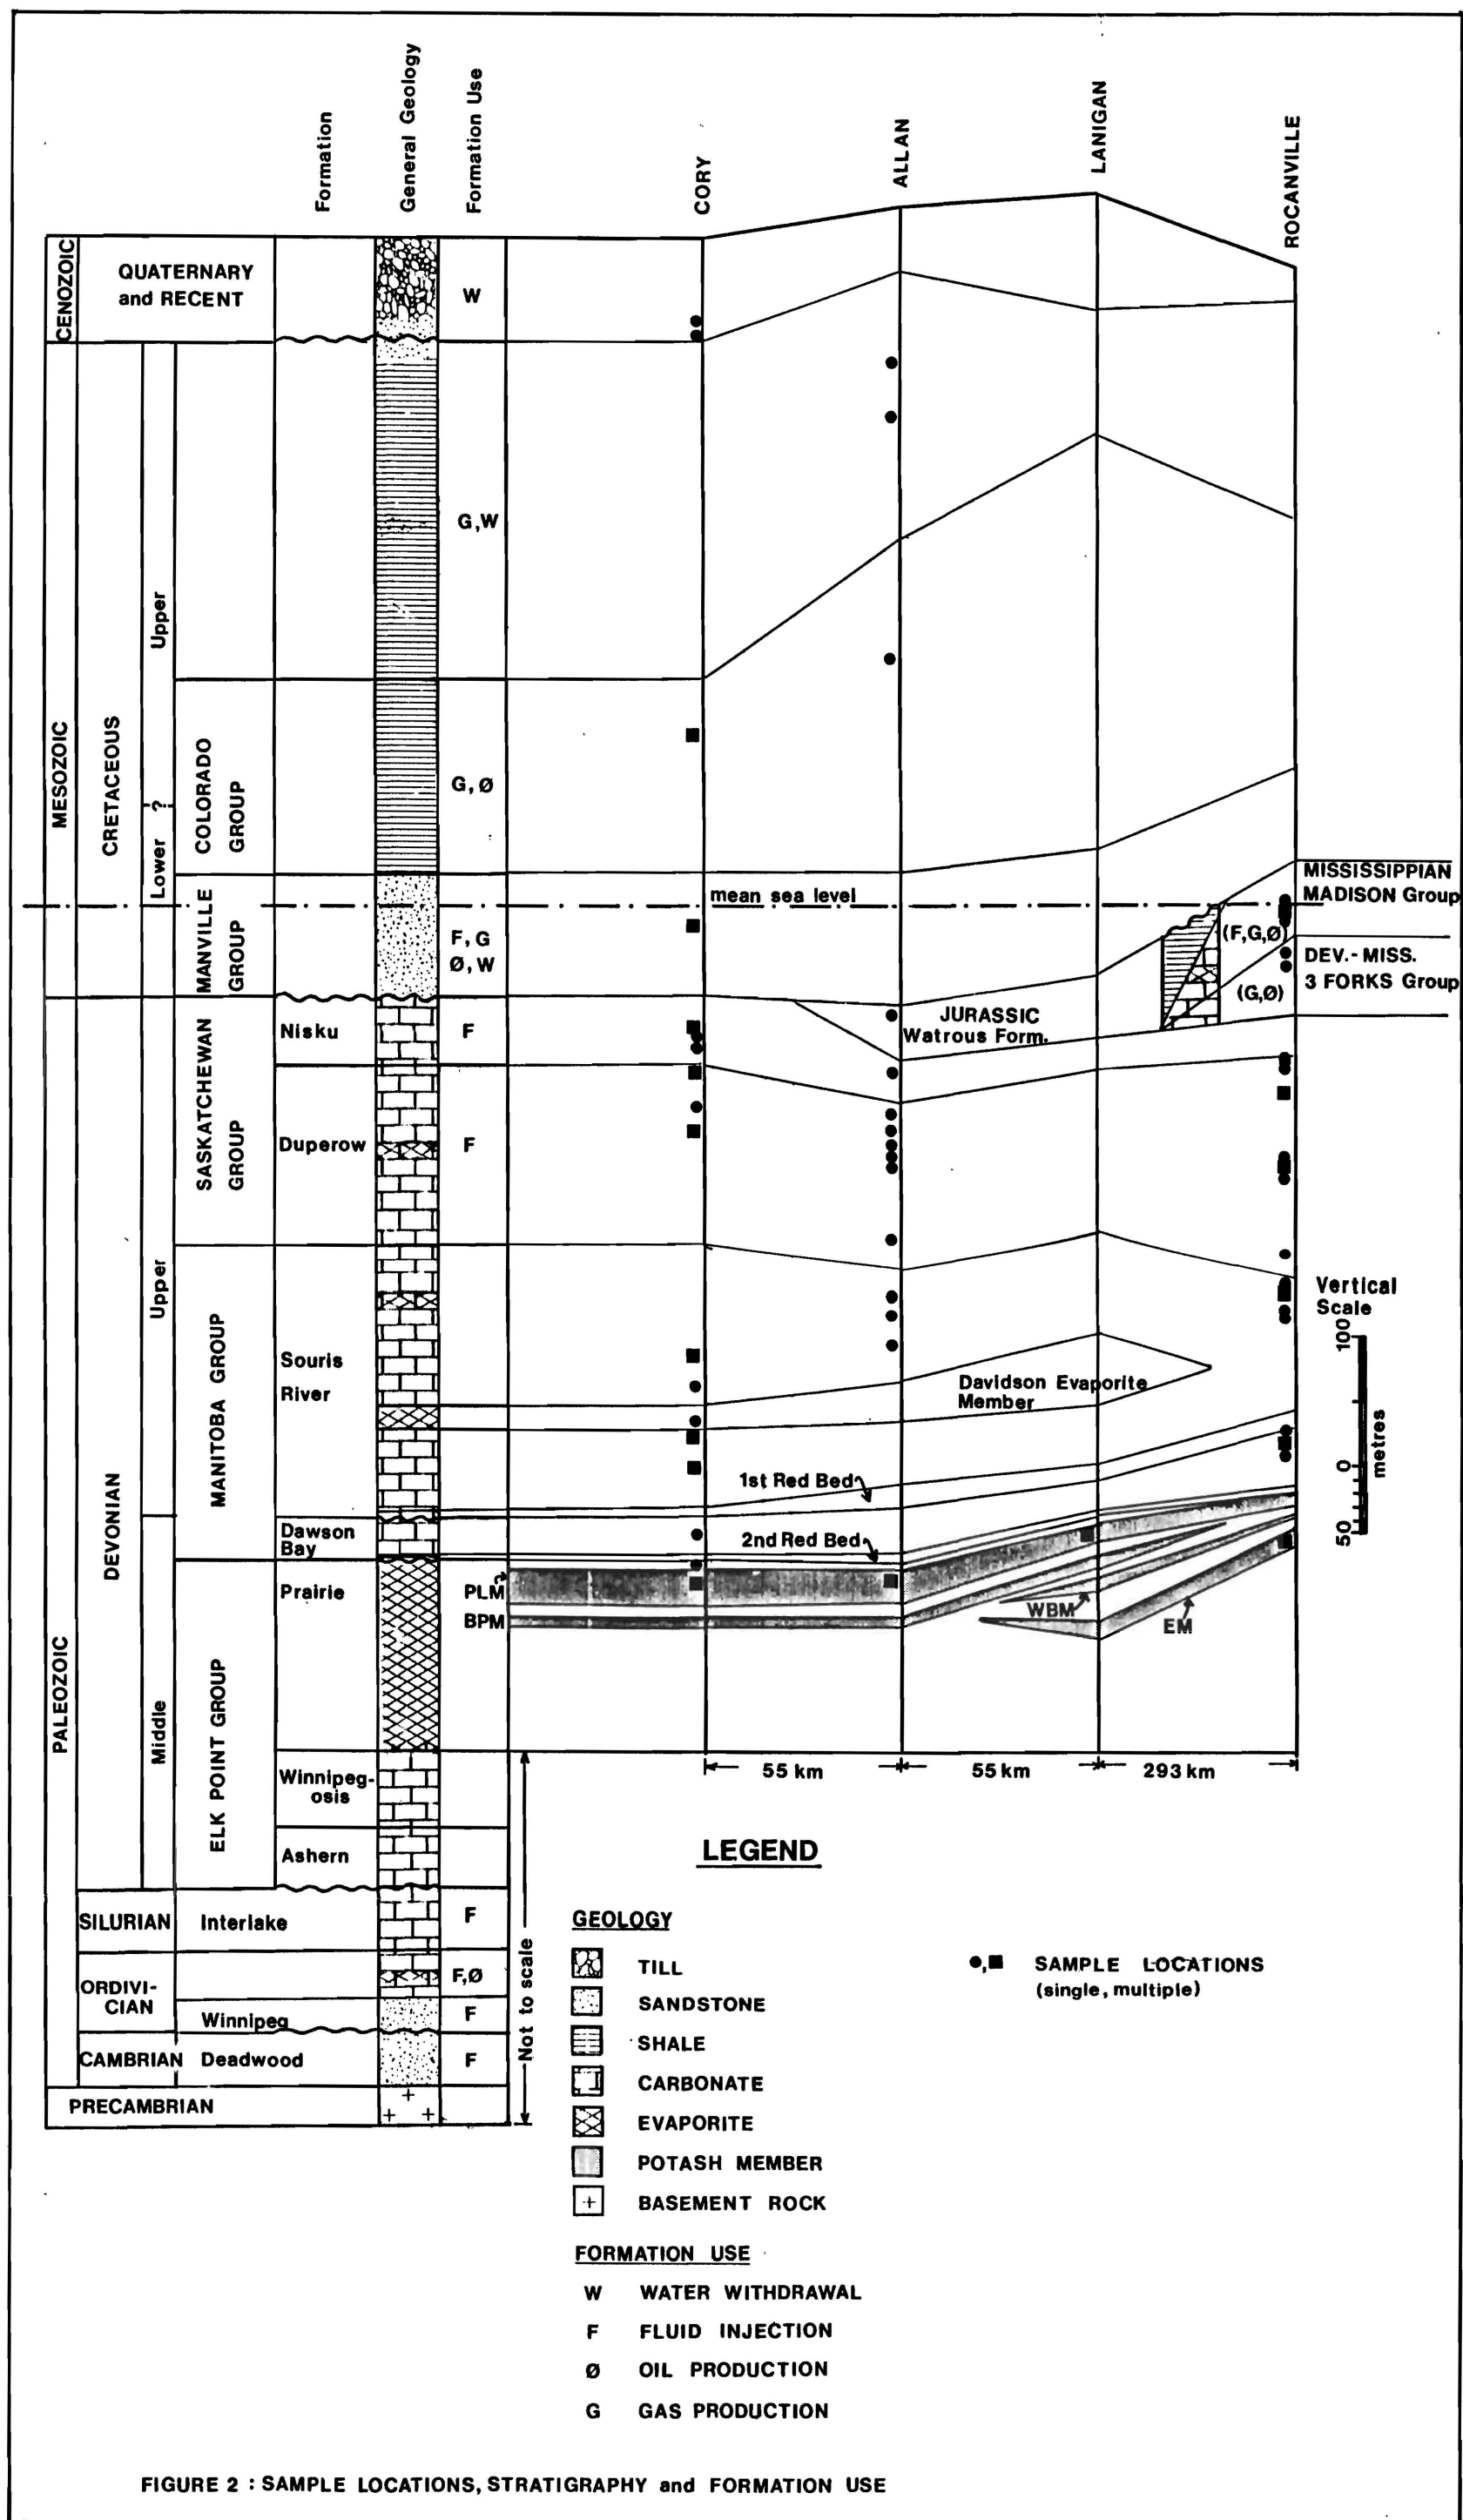 Formation
General Geology
Formation Use
CORY
ALLAN
LANIGAN
ROCANVILLE
CENOZOIC
QUATERNARY
and RECENT
W
MESOZOIC
CRETACEOUS
Upper
?
Lower
G,W
COLORADO
GROUP
G,Ø
MANVILLE
GROUP
F,G
Ø,W
mean sea level
MISSISSIPPIAN
MADISON Group
(F,G,Ø)
DEV.-MISS.
3 FORKS Group
(G,Ø)
JURASSIC
Watrous Form.
PALEOZOIC
DEVONIAN
Upper
SASKATCHEWAN
GROUP
Nisku
F
Duperow
F
MANITOBA GROUP
Souris
River
Davidson Evaporite
Member
1st Red Bed
Dawson
Bay
2nd Red Bed
Middle
ELK POINT GROUP
Prairie
PLM
BPM
WBM
EM
Vertical
Scale
100
0
50
metres
Winnipeg-
osis
Ashern
55 km
55 km
293 km
SILURIAN
Interlake
F
ORDIVI-
CIAN
F,Ø
Winnipeg
F
CAMBRIAN
Deadwood
F
PRECAMBRIAN
Not to scale
LEGEND
GEOLOGY
TILL
SANDSTONE
SHALE
CARBONATE
EVAPORITE
POTASH MEMBER
BASEMENT ROCK
SAMPLE LOCATIONS
(single, multiple)
FORMATION USE
W WATER WITHDRAWAL
F FLUID INJECTION
Ø OIL PRODUCTION
G GAS PRODUCTION
FIGURE 2 : SAMPLE LOCATIONS, STRATIGRAPHY and FORMATION USE